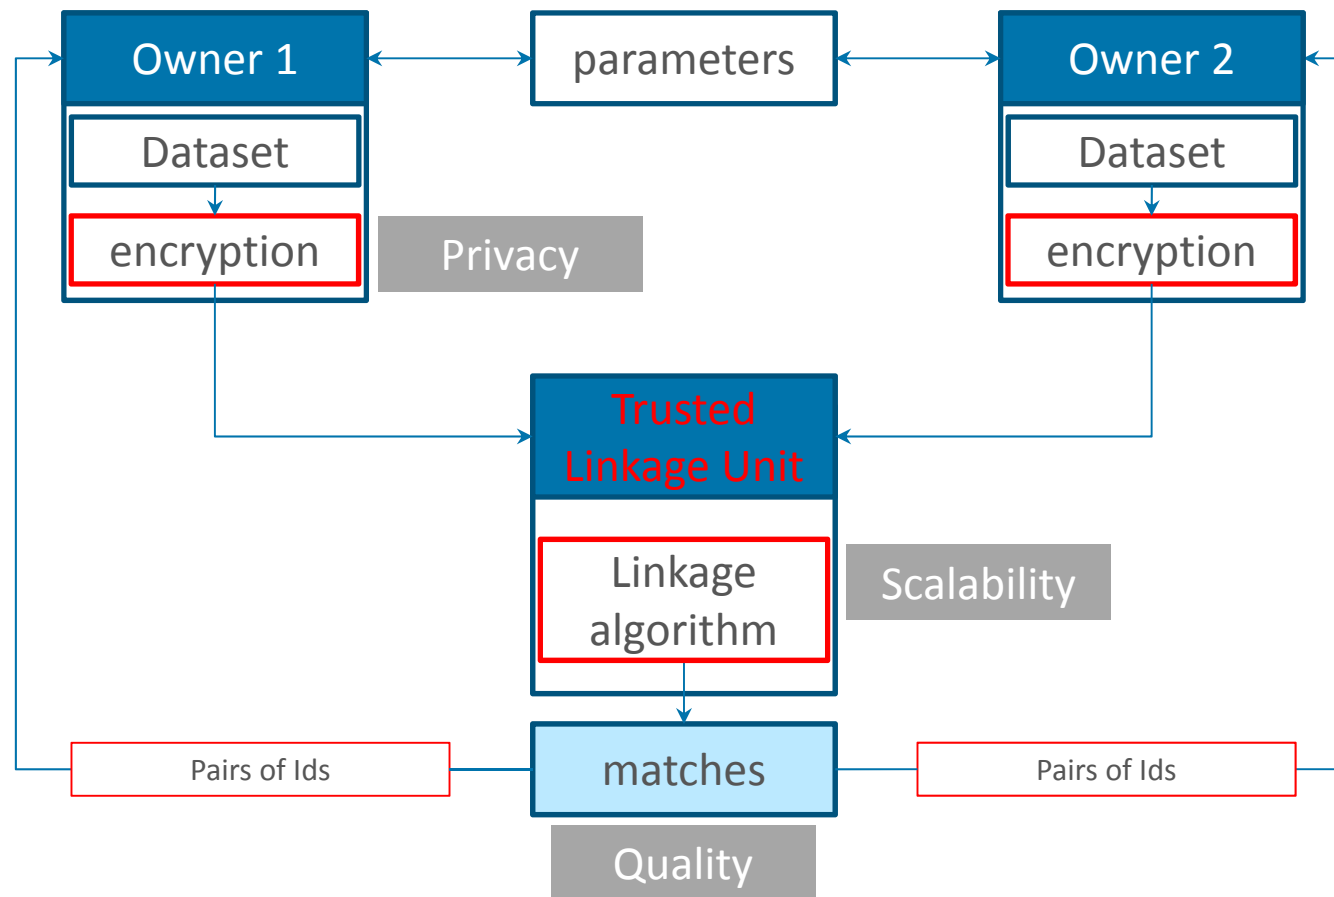 Owner 1
parameters
Owner 2
Dataset
Dataset
encryption
Privacy
encryption
Trusted
Linkage Unit
Linkage
algorithm
Scalability
Pairs of Ids
matches
Pairs of Ids
Quality